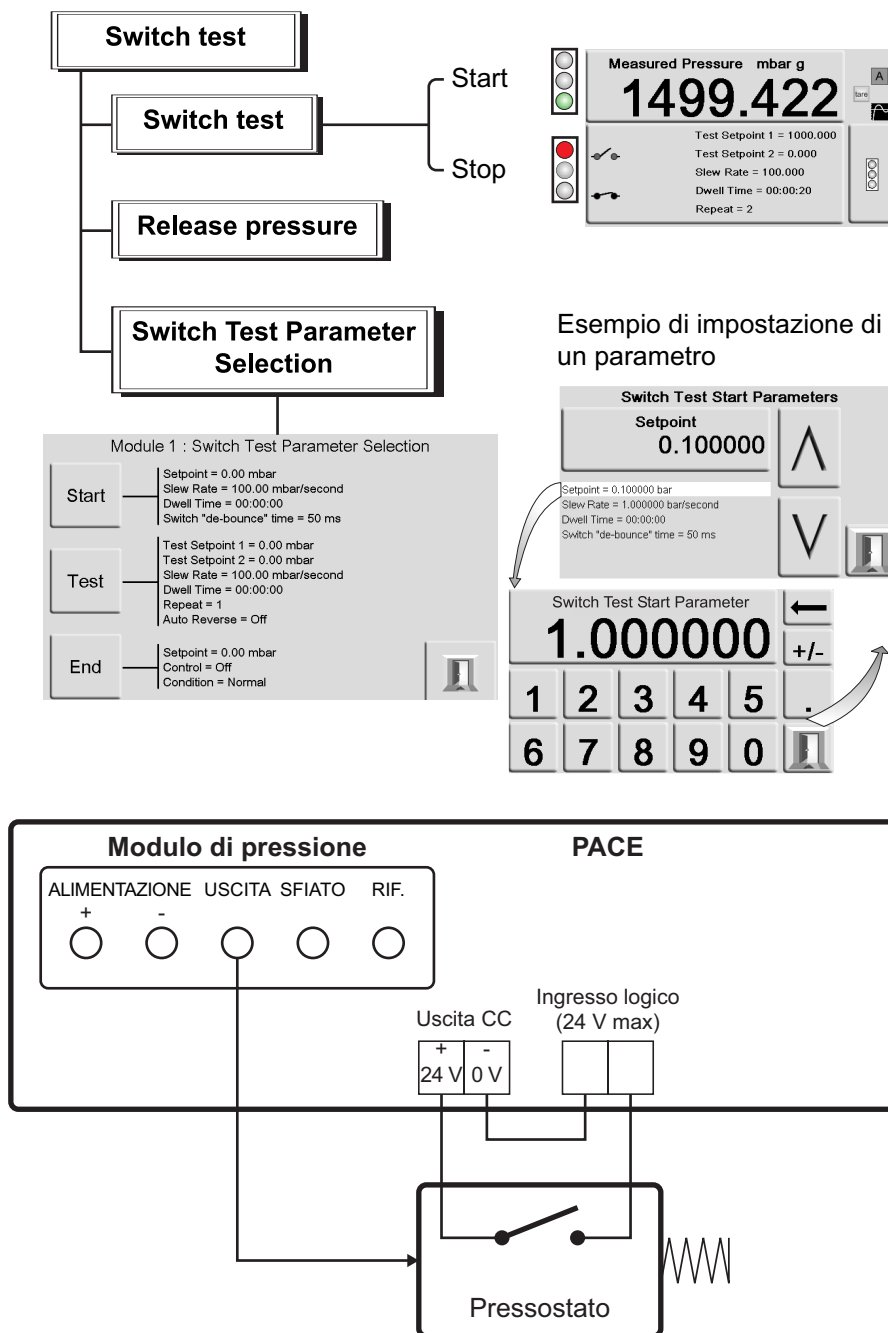 Switch test
Switch test
Start
Stop
Release pressure
Switch Test Parameter
Selection
Measured Pressure mbar g
1499.422
A
tare
Test Setpoint 1 = 1000.000
Test Setpoint 2 = 0.000
Slew Rate = 100.000
Dwell Time = 00:00:20
Repeat = 2
Module 1 : Switch Test Parameter Selection
Start
Setpoint = 0.00 mbar
Slew Rate = 100.00 mbar/second
Dwell Time = 00:00:00
Switch "de-bounce" time = 50 ms
Test
Test Setpoint 1 = 0.00 mbar
Test Setpoint 2 = 0.00 mbar
Slew Rate = 100.00 mbar/second
Dwell Time = 00:00:00
Repeat = 1
Auto Reverse = Off
End
Setpoint = 0.00 mbar
Control = Off
Condition = Normal
Esempio di impostazione di
un parametro
Switch Test Start Parameters
Setpoint
0.100000
Setpoint = 0.100000 bar
Slew Rate = 1.000000 bar/second
Dwell Time = 00:00:00
Switch "de-bounce" time = 50 ms
Switch Test Start Parameter
1.000000
+/-
1 2 3 4 5 .
6 7 8 9 0
Modulo di pressione
PACE
ALIMENTAZIONE USCITA SFIATO RIF.
+ -
Uscita CC
Ingresso logico
(24 V max)
+ -
24 V 0 V
Pressostato